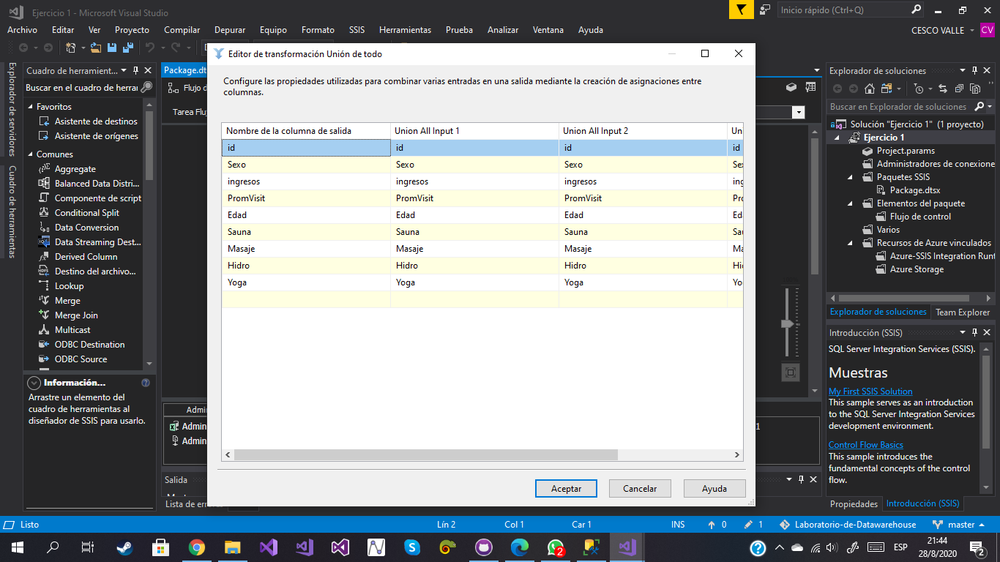 Ejercicio 1 - Microsoft Visual Studio
Inicio rápido (Ctrl+Q)
Archivo Editar Ver Proyecto Compilar Depurar Equipo Formato SSIS Herramientas Prueba Analizar Ventana Ayuda
CESCO VALLE
CV
Explorador de servidores
Cuadro de herramientas
Cuadro de herramient...
Buscar en el cuadro de herra
Favoritos
Asistente de destinos
Asistente de orígenes
Comunes
Aggregate
Balanced Data Distri...
Componente de script
Conditional Split
Data Conversion
Data Streaming Dest...
Derived Column
Destino del archivo...
Lookup
Merge
Merge Join
Multicast
ODBC Destination
ODBC Source
Información...
Arrastre un elemento del
cuadro de herramientas al
diseñador de SSIS para usarlo.
Package.dt
Flujo d
Tarea Flu
Admin
Admin
Admin
1
Salida
Lista de erro
Editor de transformación Unión de todo
Configure las propiedades utilizadas para combinar varias entradas en una salida mediante la creación de asignaciones entre
columnas.
Nombre de la columna de salida Union All Input 1 Union All Input 2 Uni
id id id id
Sexo Sexo Sexo Sex
ingresos ingresos ingresos ing
PromVisit PromVisit PromVisit Pro
Edad Edad Edad Eda
Sauna Sauna Sauna Sau
Masaje Masaje Masaje Ma
Hidro Hidro Hidro Hi
Yoga Yoga Yoga Yo
Aceptar Cancelar Ayuda
Explorador de soluciones
Buscar en Explorador de soluciones
Solución "Ejercicio 1" (1 proyecto)
Ejercicio 1
Project.params
Administradores de conexione
Paquetes SSIS
Package.dtsx
Elementos del paquete
Flujo de control
Varios
Recursos de Azure vinculados
Azure-SSIS Integration Runt
Azure Storage
Explorador de soluciones Team Explorer
Introducción (SSIS)
SQL Server Integration Services (SSIS).
Muestras
My First SSIS Solution
This sample serves as an introduction
to the SQL Server Integration Services
development environment.
Control Flow Basics
This sample introduces the
fundamental concepts of the control
flow.
Propiedades Introducción (SSIS)
Listo Lín 2 Col 1 Car 1 INS 0 1 Laboratorio-de-Datawarehouse master
2
ESP
21:44
28/8/2020
2